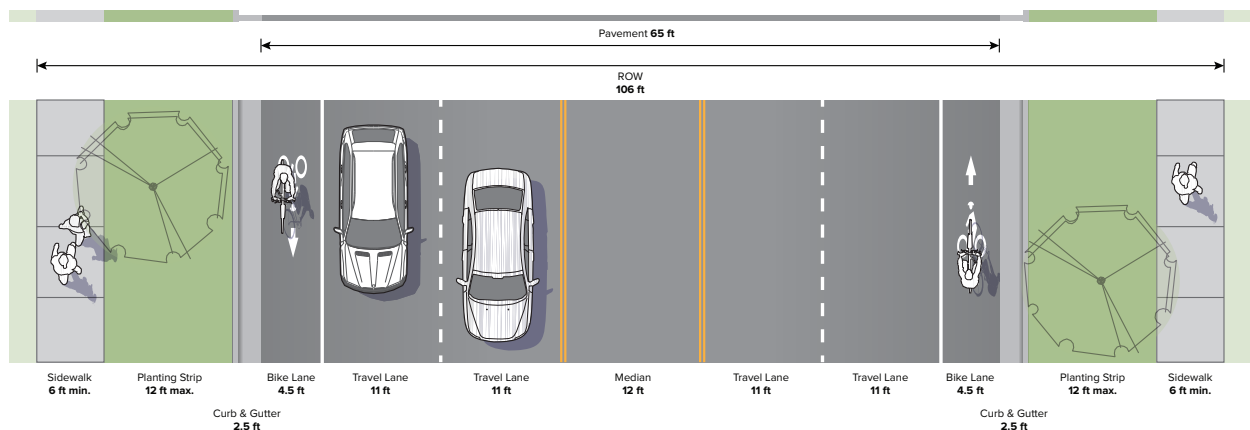 Pavement 65 ft
ROW
106 ft
Sidewalk
6 ft min.
Planting Strip
12 ft max.
Bike Lane
4.5 ft
Travel Lane
11 ft
Travel Lane
11 ft
Median
12 ft
Travel Lane
11 ft
Travel Lane
11 ft
Bike Lane
4.5 ft
Planting Strip
12 ft max.
Sidewalk
6 ft min.
Curb & Gutter
2.5 ft
Curb & Gutter
2.5 ft